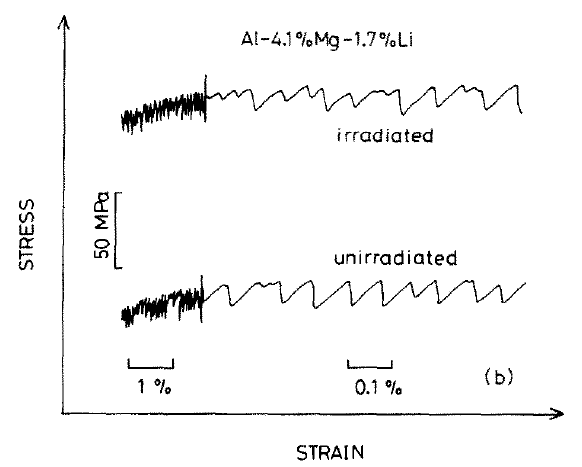 Al-4.1%Mg-1.7%Li
irradiated
STRESS
50 MPa
unirradiated
1 %
0.1 %
(b)
STRAIN